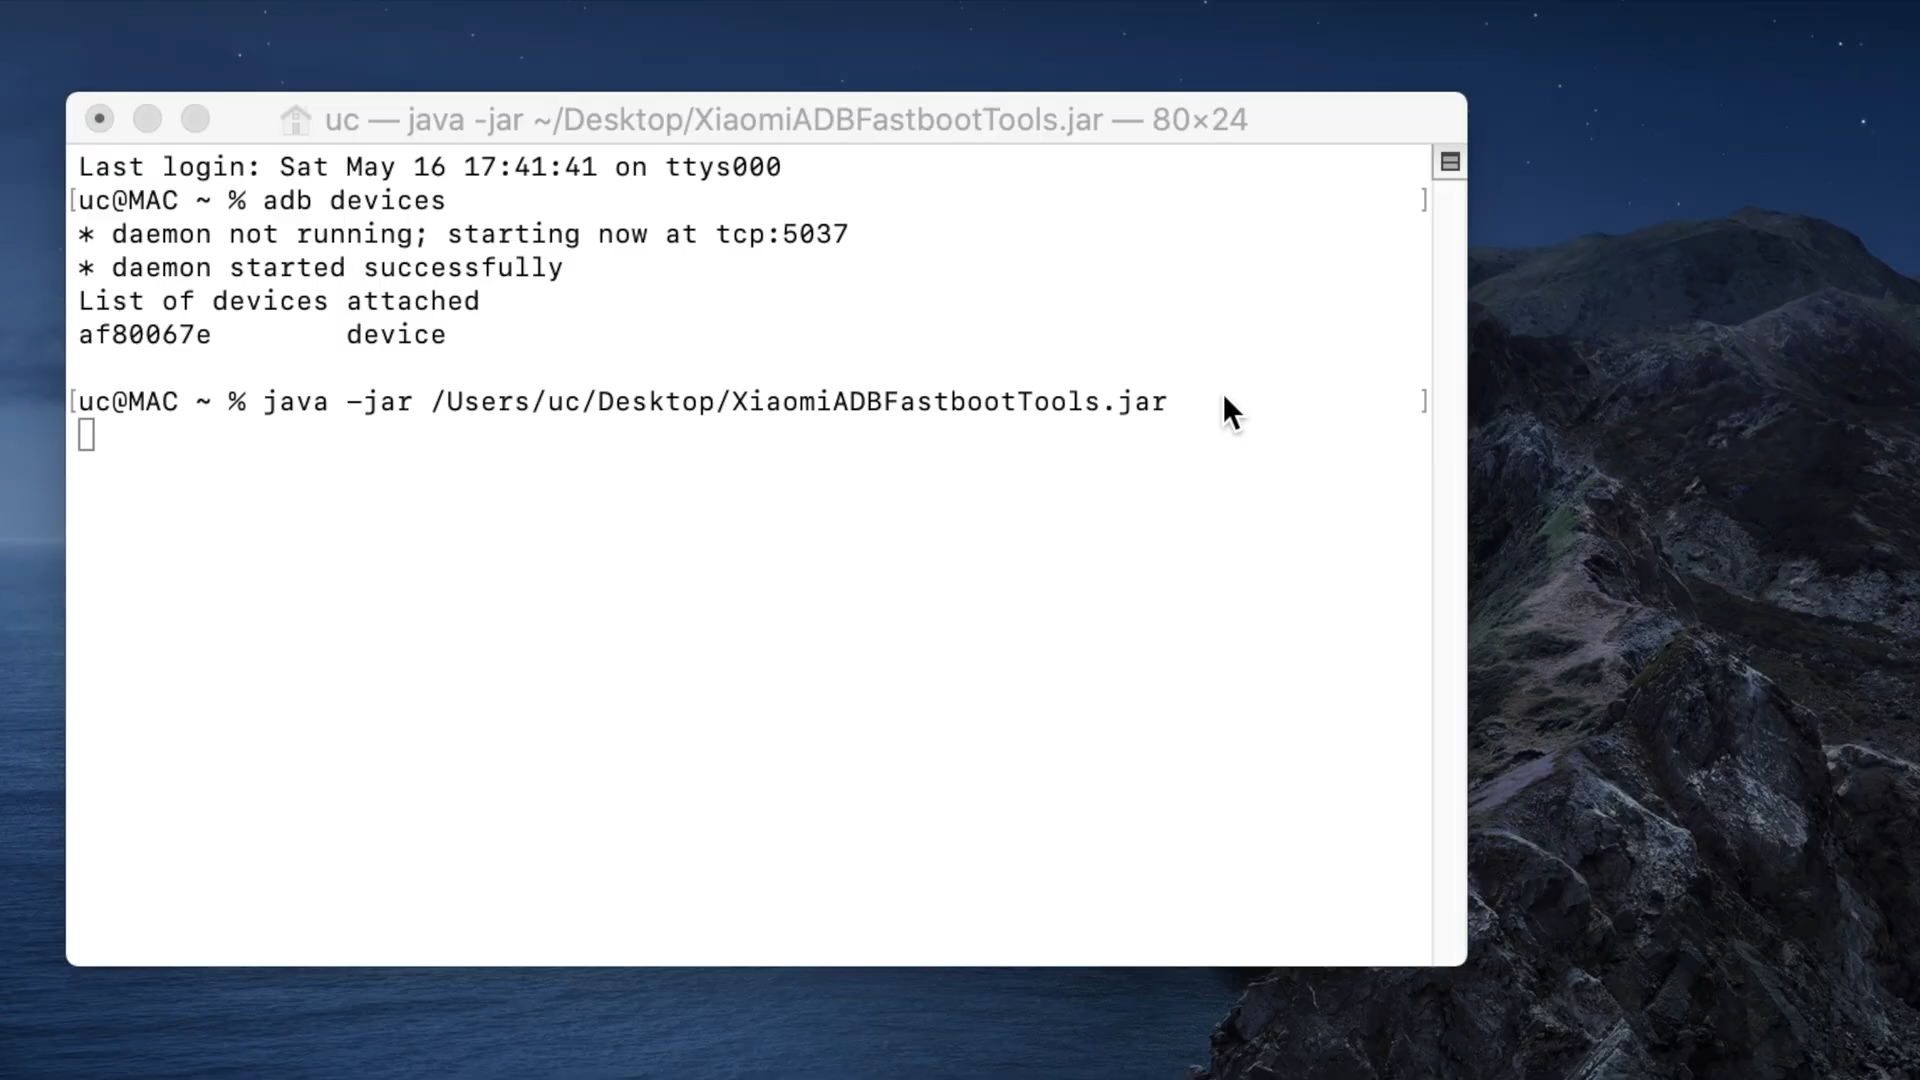 uc — java -jar ~/Desktop/XiaomiADBFastbootTools.jar — 80×24
Last login: Sat May 16 17:41:41 on ttys000
[uc@MAC ~ % adb devices ]
* daemon not running; starting now at tcp:5037
* daemon started successfully
List of devices attached
af80067e        device
[uc@MAC ~ % java -jar /Users/uc/Desktop/XiaomiADBFastbootTools.jar ]